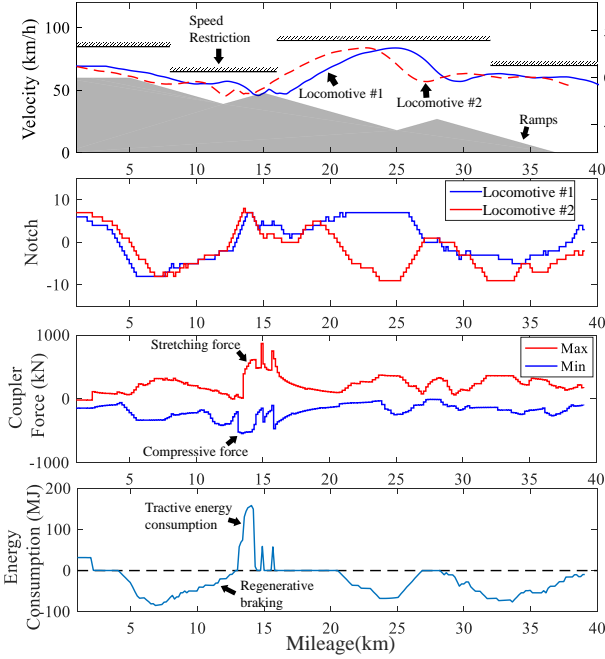 Velocity (km/h)
100
50
0
Speed
Restriction
Locomotive #1
Locomotive #2
Ramps
5 10 15 20 25 30 35 40
Notch
10
0
-10
Locomotive #1
Locomotive #2
5 10 15 20 25 30 35 40
Coupler
Force (kN)
1000
0
-1000
Stretching force
Compressive force
Max
Min
5 10 15 20 25 30 35 40
Energy
Consumption (MJ)
200
100
0
-100
Tractive energy
consumption
Regenerative
braking
5 10 15 20 25 30 35 40
Mileage(km)